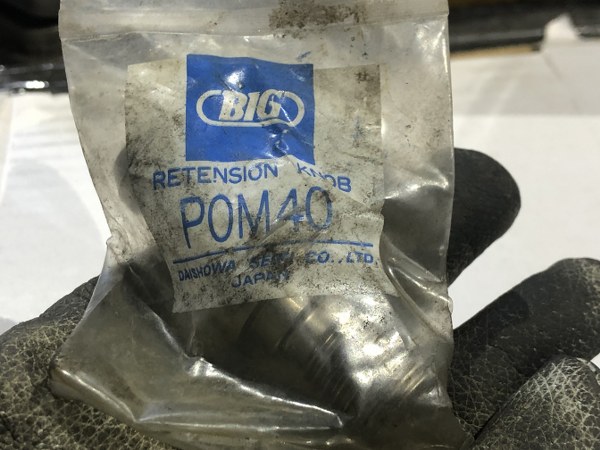 BIG
RETENSION KNOB
POM40
DAISHOWA SEIKI CO., LTD.
JAPAN